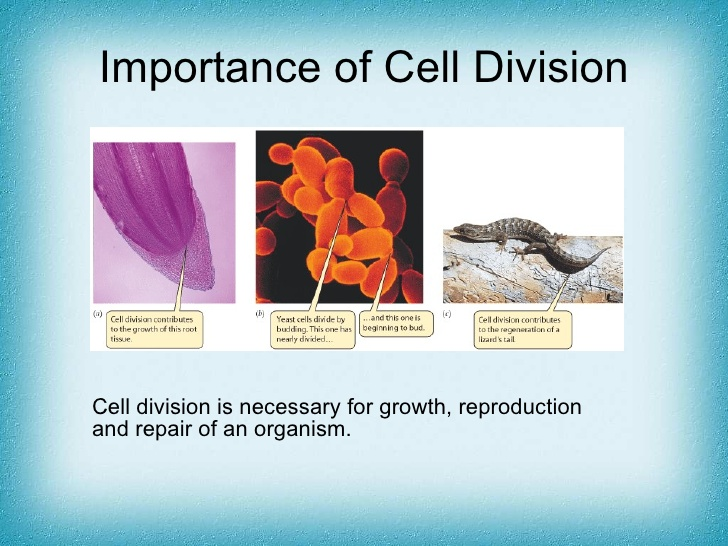 Importance of Cell Division
(a)
Cell division contributes
to the growth of this root
tissue.
(b)
Yeast cells divide by
budding. This one has
nearly divided…
…and this one is
beginning to bud.
(c)
Cell division contributes
to the regeneration of a
lizard's tail.
Cell division is necessary for growth, reproduction
and repair of an organism.